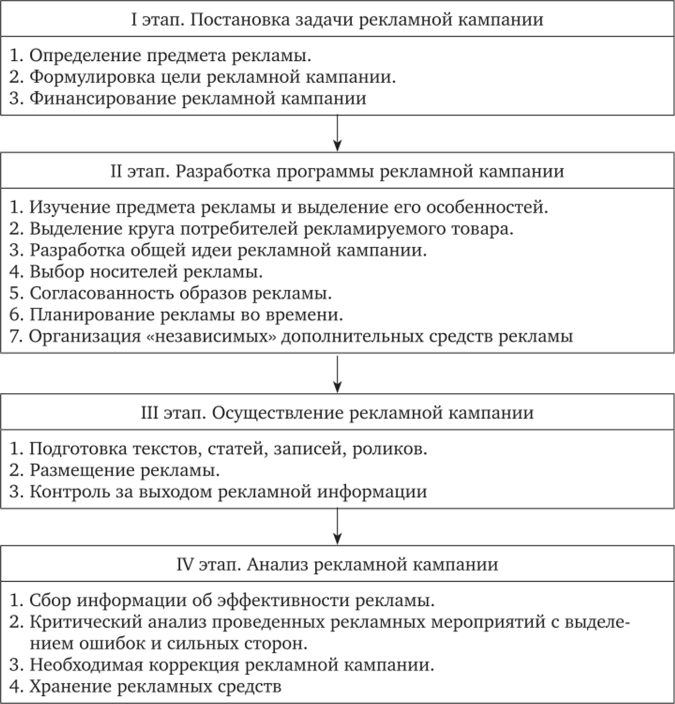 I этап. Постановка задачи рекламной кампании
1. Определение предмета рекламы.
2. Формулировка цели рекламной кампании.
3. Финансирование рекламной кампании
II этап. Разработка программы рекламной кампании
1. Изучение предмета рекламы и выделение его особенностей.
2. Выделение круга потребителей рекламируемого товара.
3. Разработка общей идеи рекламной кампании.
4. Выбор носителей рекламы.
5. Согласованность образов рекламы.
6. Планирование рекламы во времени.
7. Организация «независимых» дополнительных средств рекламы
III этап. Осуществление рекламной кампании
1. Подготовка текстов, статей, записей, роликов.
2. Размещение рекламы.
3. Контроль за выходом рекламной информации
IV этап. Анализ рекламной кампании
1. Сбор информации об эффективности рекламы.
2. Критический анализ проведенных рекламных мероприятий с выделе-
нием ошибок и сильных сторон.
3. Необходимая коррекция рекламной кампании.
4. Хранение рекламных средств